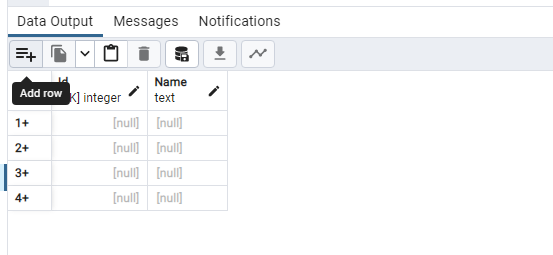 Data Output Messages Notifications
Id Name
Add row K] integer text
1+ [null] [null]
2+ [null] [null]
3+ [null] [null]
4+ [null] [null]